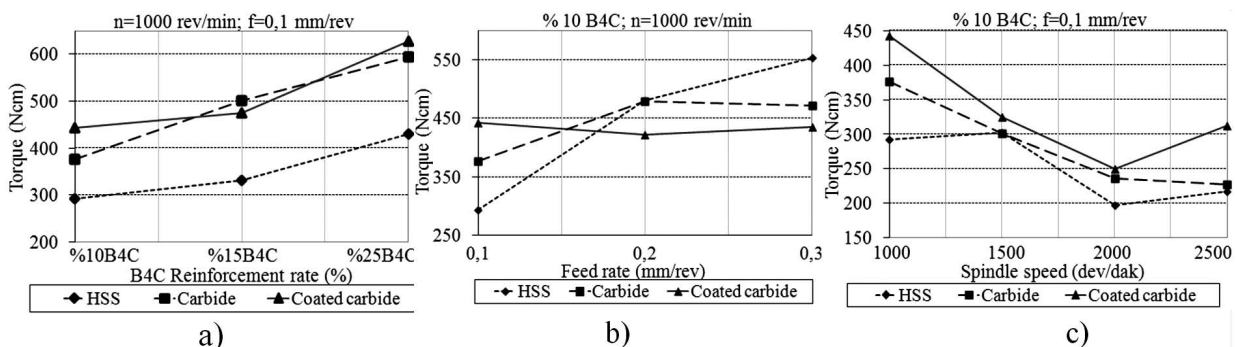 n=1000 rev/min; f=0,1 mm/rev
Torque (Ncm)
600
500
400
300
200
%10B4C %15B4C %25B4C
B4C Reinforcement rate (%)
HSS Carbide Coated carbide
a)
% 10 B4C; n=1000 rev/min
Torque (Ncm)
550
450
350
250
0,1 0,2 0,3
Feed rate (mm/rev)
HSS Carbide Coated carbide
b)
% 10 B4C; f=0,1 mm/rev
Torque (Ncm)
450
400
350
300
250
200
150
1000 1500 2000 2500
Spindle speed (dev/dak)
HSS Carbide Coated carbide
c)